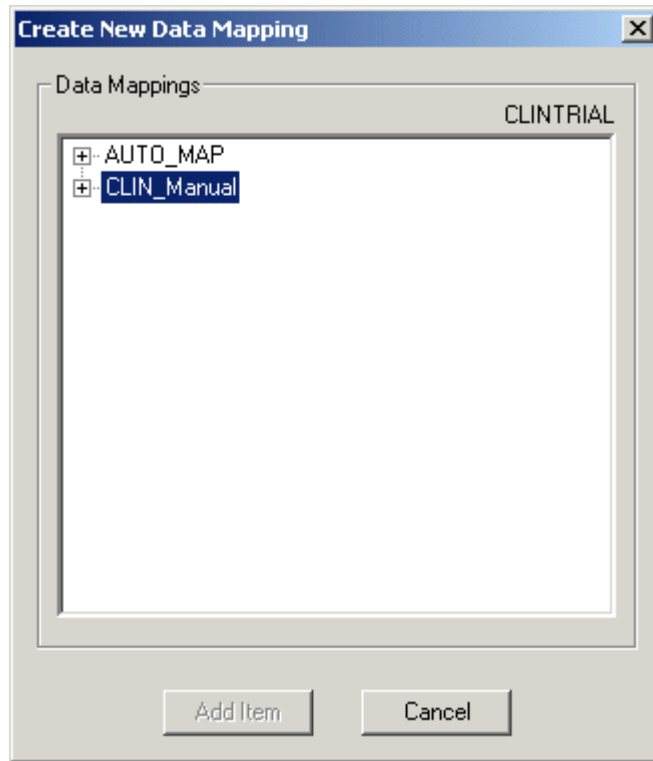 Create New Data Mapping
Data Mappings
CLINTRIAL
AUTO_MAP
CLIN_Manual
Add Item
Cancel